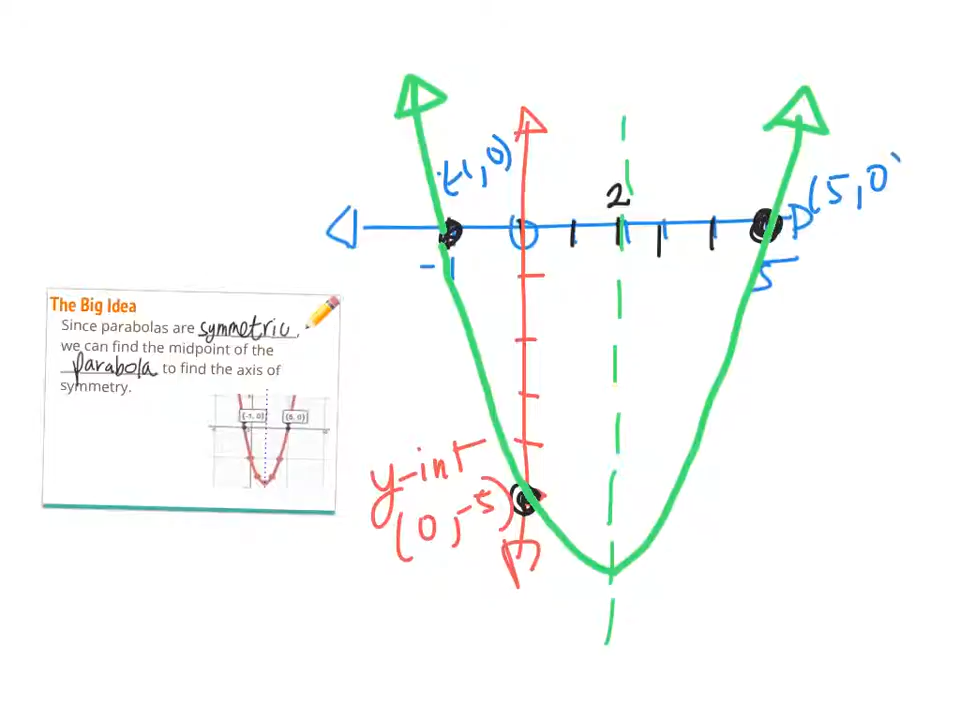 (-1, 0)
2
(5, 0)
-1
5
The Big Idea
Since parabolas are symmetric,
we can find the midpoint of the
parabola to find the axis of
symmetry.
(-1, 0)
(5, 0)
y-int
(0, -5)